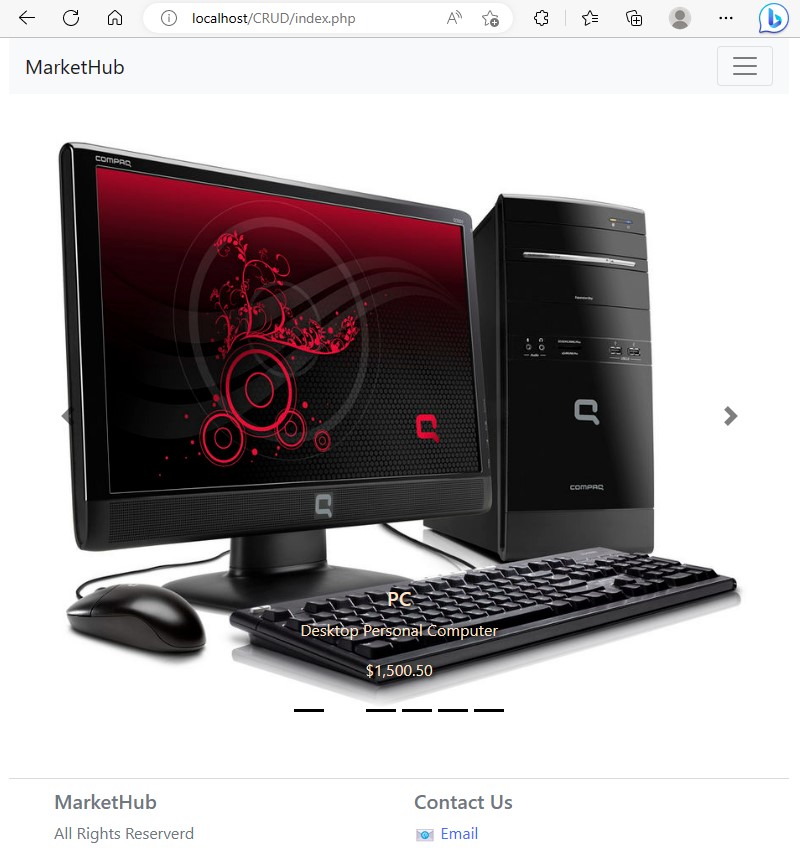 localhost/CRUD/index.php
MarketHub
COMPAQ
COMPAQ
PC
Desktop Personal Computer
$1,500.50
MarketHub
Contact Us
All Rights Reserverd
Email